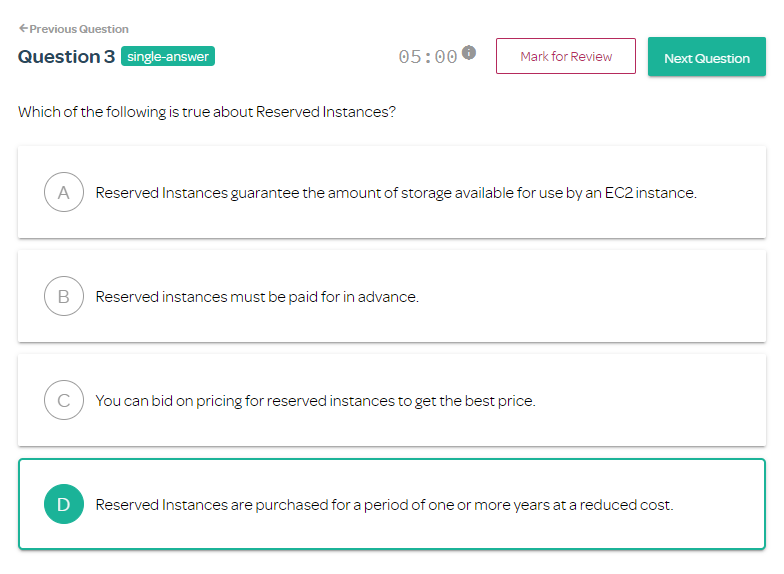 ←Previous Question
Question 3 single-answer 05:00 Mark for Review Next Question
Which of the following is true about Reserved Instances?
A Reserved Instances guarantee the amount of storage available for use by an EC2 instance.
B Reserved instances must be paid for in advance.
C You can bid on pricing for reserved instances to get the best price.
D Reserved Instances are purchased for a period of one or more years at a reduced cost.